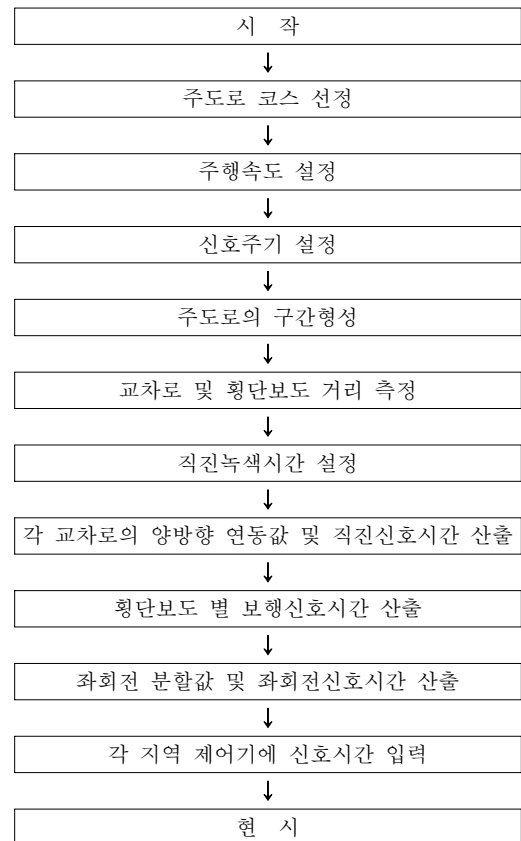 시 작
주도로 코스 선정
주행속도 설정
신호주기 설정
주도로의 구간형성
교차로 및 횡단보도 거리 측정
직진녹색시간 설정
각 교차로의 양방향 연동값 및 직진신호시간 산출
횡단보도 별 보행신호시간 산출
좌회전 분할값 및 좌회전신호시간 산출
각 지역 제어기에 신호시간 입력
현 시